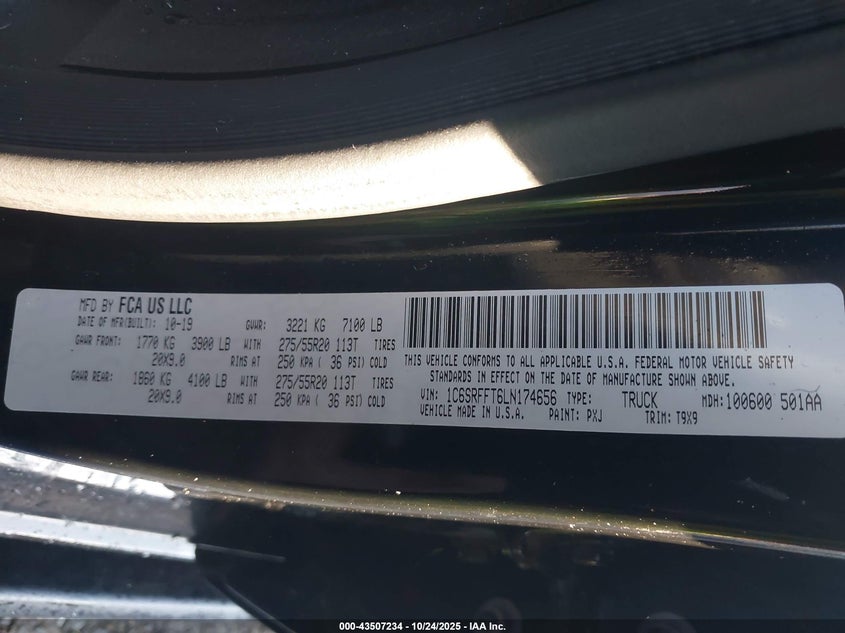 MFD BY FCA US LLC
DATE OF MFR(BUILT): 10-19 GVWR: 3221 KG 7100 LB
GAWR FRONT: 1770 KG 3900 LB WITH 275/55R20 113T TIRES
20X9.0 RIMS AT 250 KPA ( 36 PSI) COLD
GAWR REAR: 1860 KG 4100 LB WITH 275/55R20 113T TIRES
20X9.0 RIMS AT 250 KPA ( 36 PSI) COLD
THIS VEHICLE CONFORMS TO ALL APPLICABLE U.S.A. FEDERAL MOTOR VEHICLE SAFETY
STANDARDS IN EFFECT ON THE DATE OF MANUFACTURE SHOWN ABOVE.
VIN: 1C6SRFFT6LN174656 TYPE: TRUCK MDH:100600 501AA
VEHICLE MADE IN U.S.A. PAINT: PXJ TRIM: T9X9
000-43507234 - 10/24/2025 - IAA Inc.